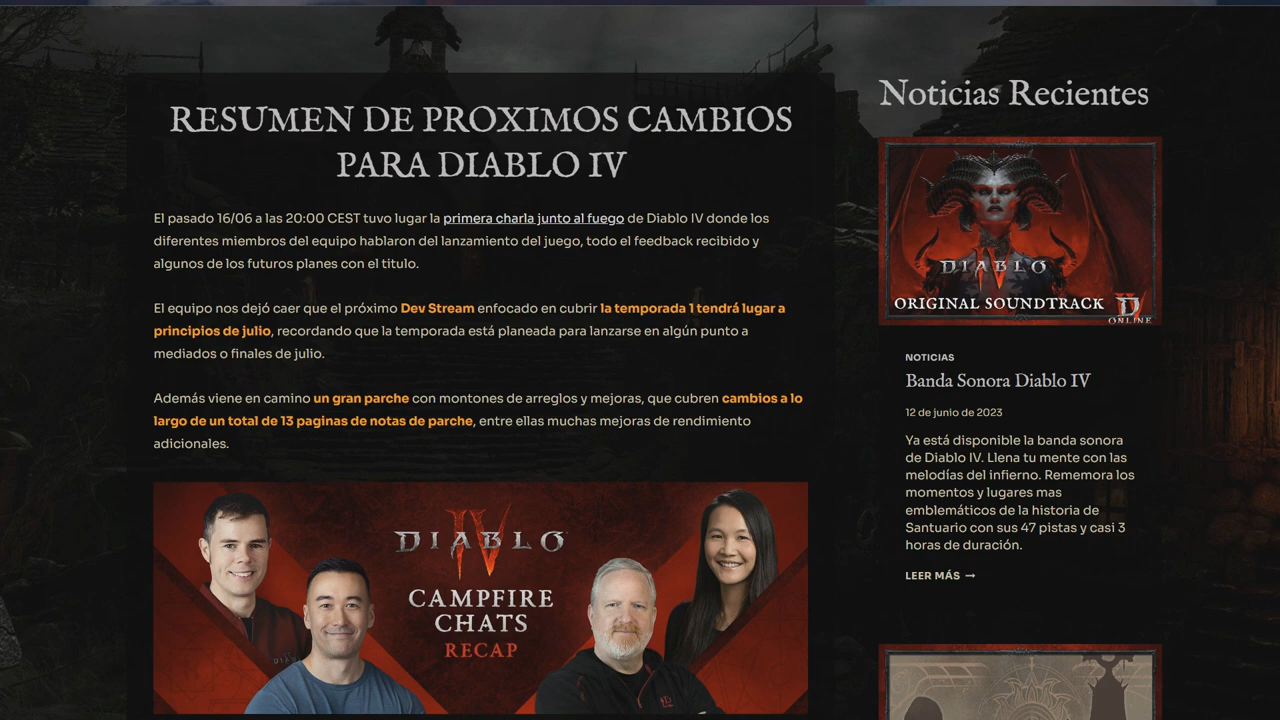 RESUMEN DE PROXIMOS CAMBIOS
PARA DIABLO IV
El pasado 16/06 a las 20:00 CEST tuvo lugar la primera charla junto al fuego de Diablo IV donde los
diferentes miembros del equipo hablaron del lanzamiento del juego, todo el feedback recibido y
algunos de los futuros planes con el titulo.
El equipo nos dejó caer que el próximo Dev Stream enfocado en cubrir la temporada 1 tendrá lugar a
principios de julio, recordando que la temporada está planeada para lanzarse en algún punto a
mediados o finales de julio.
Además viene en camino un gran parche con montones de arreglos y mejoras, que cubren cambios a lo
largo de un total de 13 paginas de notas de parche, entre ellas muchas mejoras de rendimiento
adicionales.
DIABLO
IV
CAMPFIRE
CHATS
RECAP
Noticias Recientes
DIABLO
IV
ORIGINAL SOUNDTRACK
D
ONLINE
NOTICIAS
Banda Sonora Diablo IV
12 de junio de 2023
Ya está disponible la banda sonora
de Diablo IV. Llena tu mente con las
melodías del infierno. Rememora los
momentos y lugares mas
emblemáticos de la historia de
Santuario con sus 47 pistas y casi 3
horas de duración.
LEER MÁS →